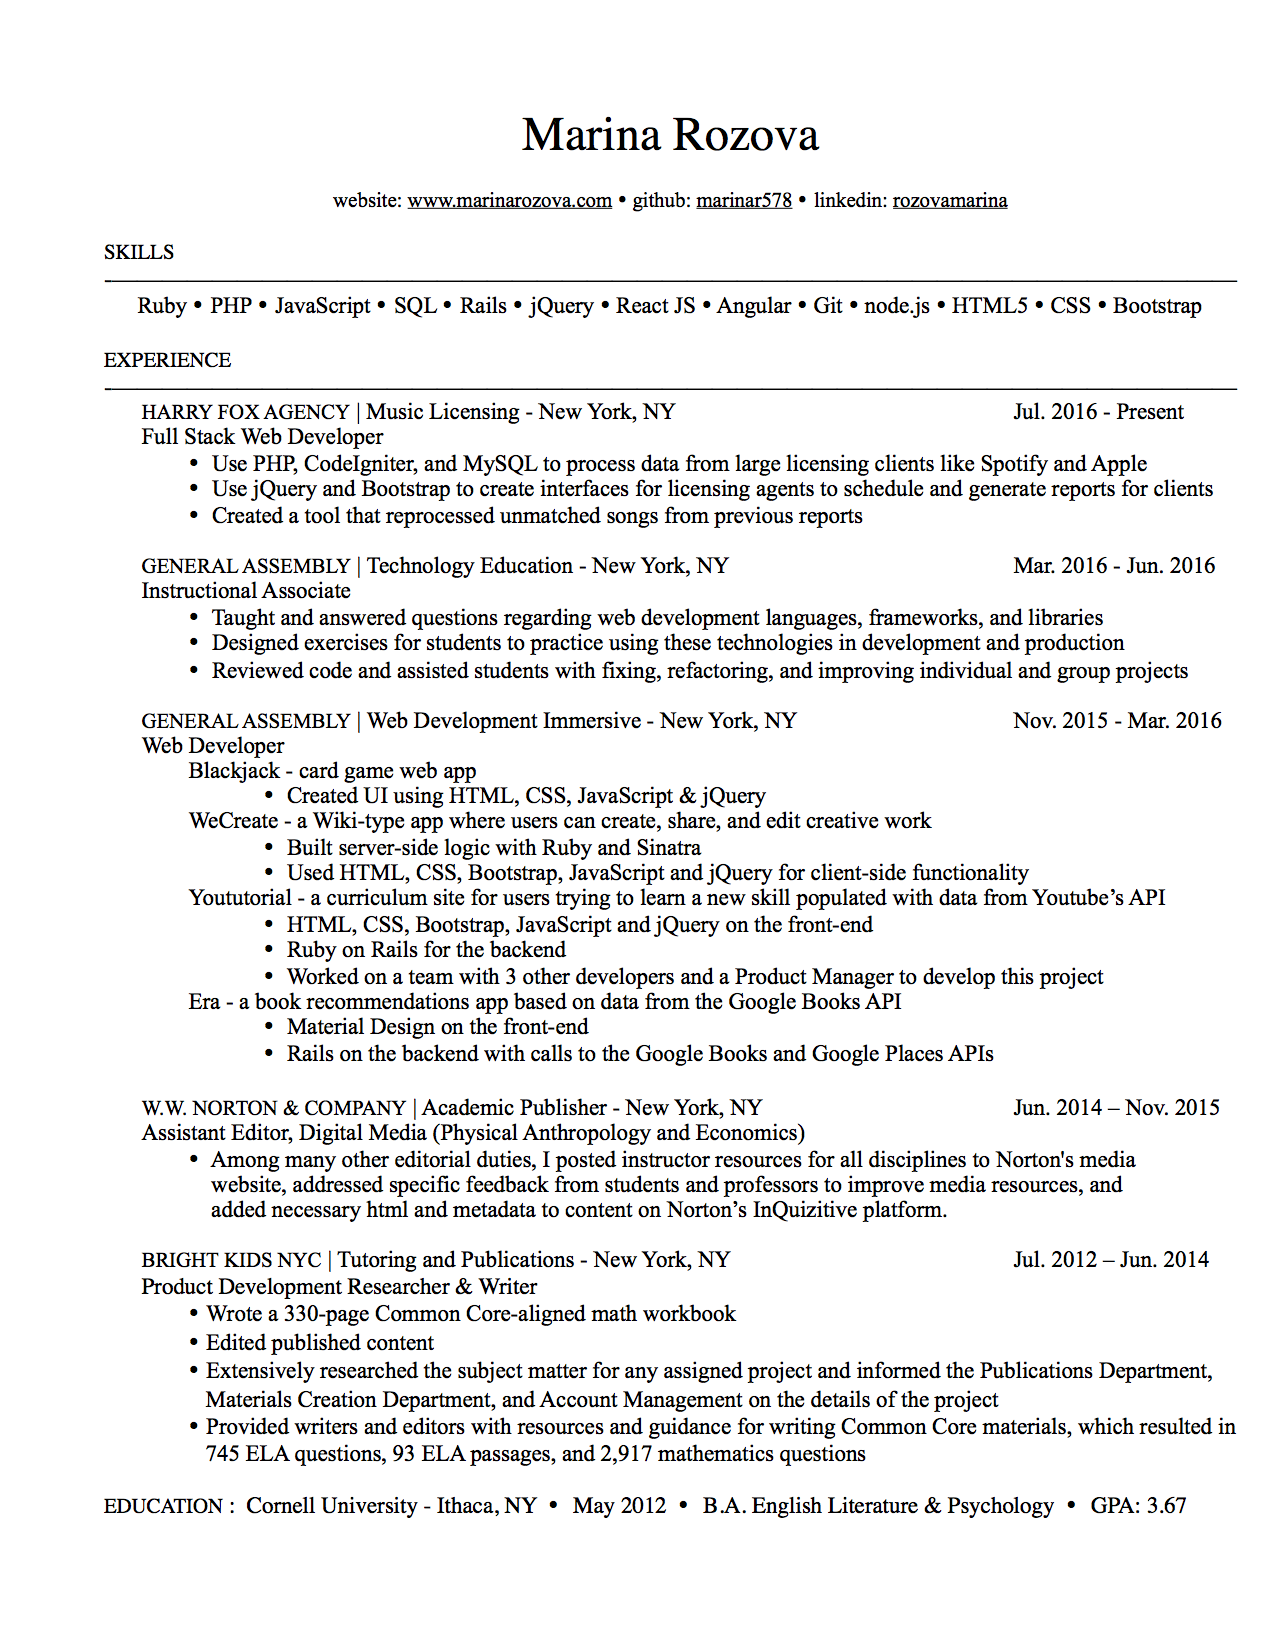 Marina Rozova
website: www.marinarozova.com • github: marinar578 • linkedin: rozovamarina
SKILLS
Ruby • PHP • JavaScript • SQL • Rails • jQuery • React JS • Angular • Git • node.js • HTML5 • CSS • Bootstrap
EXPERIENCE
HARRY FOX AGENCY | Music Licensing - New York, NY Jul. 2016 - Present
Full Stack Web Developer
• Use PHP, CodeIgniter, and MySQL to process data from large licensing clients like Spotify and Apple
• Use jQuery and Bootstrap to create interfaces for licensing agents to schedule and generate reports for clients
• Created a tool that reprocessed unmatched songs from previous reports
GENERAL ASSEMBLY | Technology Education - New York, NY Mar. 2016 - Jun. 2016
Instructional Associate
• Taught and answered questions regarding web development languages, frameworks, and libraries
• Designed exercises for students to practice using these technologies in development and production
• Reviewed code and assisted students with fixing, refactoring, and improving individual and group projects
GENERAL ASSEMBLY | Web Development Immersive - New York, NY Nov. 2015 - Mar. 2016
Web Developer
Blackjack - card game web app
• Created UI using HTML, CSS, JavaScript & jQuery
WeCreate - a Wiki-type app where users can create, share, and edit creative work
• Built server-side logic with Ruby and Sinatra
• Used HTML, CSS, Bootstrap, JavaScript and jQuery for client-side functionality
Yoututorial - a curriculum site for users trying to learn a new skill populated with data from Youtube’s API
• HTML, CSS, Bootstrap, JavaScript and jQuery on the front-end
• Ruby on Rails for the backend
• Worked on a team with 3 other developers and a Product Manager to develop this project
Era - a book recommendations app based on data from the Google Books API
• Material Design on the front-end
• Rails on the backend with calls to the Google Books and Google Places APIs
W.W. NORTON & COMPANY | Academic Publisher - New York, NY Jun. 2014 – Nov. 2015
Assistant Editor, Digital Media (Physical Anthropology and Economics)
• Among many other editorial duties, I posted instructor resources for all disciplines to Norton's media
website, addressed specific feedback from students and professors to improve media resources, and
added necessary html and metadata to content on Norton’s InQuizitive platform.
BRIGHT KIDS NYC | Tutoring and Publications - New York, NY Jul. 2012 – Jun. 2014
Product Development Researcher & Writer
• Wrote a 330-page Common Core-aligned math workbook
• Edited published content
• Extensively researched the subject matter for any assigned project and informed the Publications Department,
Materials Creation Department, and Account Management on the details of the project
• Provided writers and editors with resources and guidance for writing Common Core materials, which resulted in
745 ELA questions, 93 ELA passages, and 2,917 mathematics questions
EDUCATION : Cornell University - Ithaca, NY • May 2012 • B.A. English Literature & Psychology • GPA: 3.67